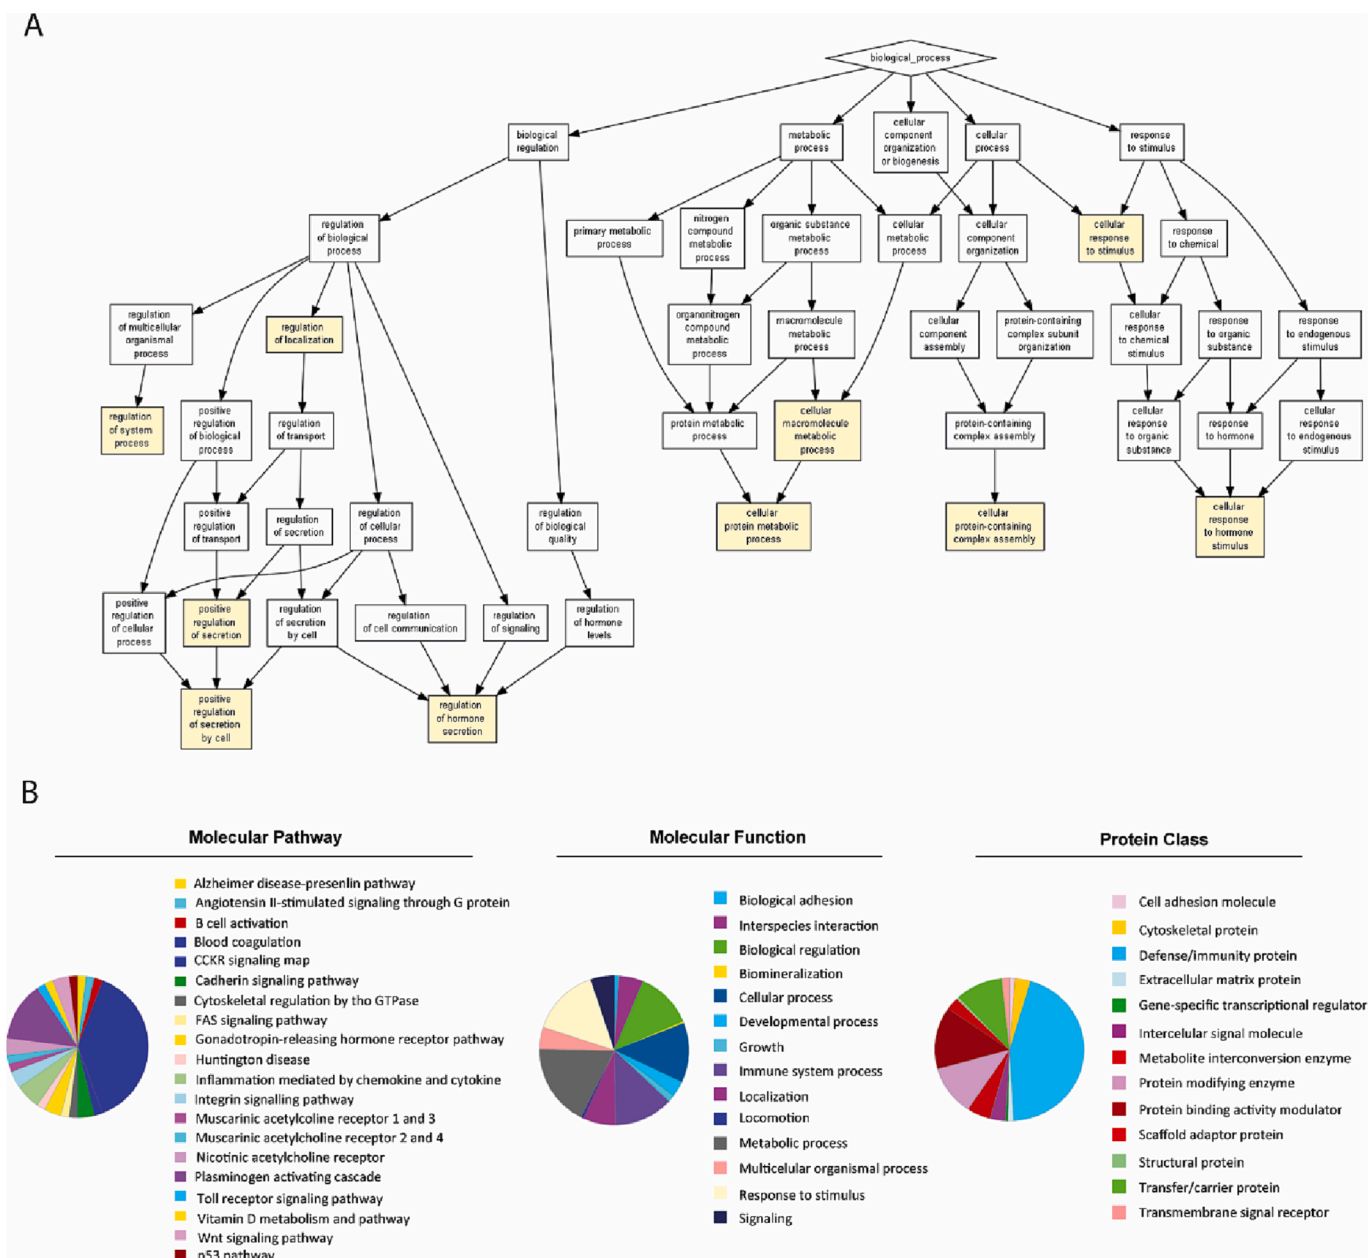 A
biological_process
biological
regulation
metabolic
process
cellular
component
organization
or biogenesis
cellular
process
response
to stimulus
regulation
of biological
process
primary metabolic
process
nitrogen
compound
metabolic
process
organic substance
metabolic
process
cellular
metabolic
process
cellular
component
organization
cellular
response
to stimulus
response
to chemical
regulation
of multicellular
organismal
process
regulation
of localization
organonitrogen
compound
metabolic
process
macromolecule
metabolic
process
cellular
component
assembly
protein-containing
complex subunit
organization
cellular
response
to chemical
stimulus
response
to organic
substance
response
to endogenous
stimulus
regulation
of system
process
positive
regulation
of biological
process
regulation
of transport
protein metabolic
process
cellular
macromolecule
metabolic
process
protein-containing
complex assembly
cellular
response
to organic
substance
response
to hormone
cellular
response
to endogenous
stimulus
positive
regulation
of transport
regulation
of secretion
regulation
of cellular
process
regulation
of biological
quality
cellular
protein metabolic
process
cellular
protein-containing
complex assembly
cellular
response
to hormone
stimulus
positive
regulation
of cellular
process
positive
regulation
of secretion
regulation
of secretion
by cell
regulation
of cell communication
regulation
of signaling
regulation
of hormone
levels
positive
regulation
of secretion
by cell
regulation
of hormone
secretion
B
Molecular Pathway
Alzheimer disease-presenlin pathway
Angiotensin II-stimulated signaling through G protein
B cell activation
Blood coagulation
CCKR signaling map
Cadherin signaling pathway
Cytoskeletal regulation by tho GTPase
FAS signaling pathway
Gonadotropin-releasing hormone receptor pathway
Huntington disease
Inflammation mediated by chemokine and cytokine
Integrin signalling pathway
Muscarinic acetylcoline receptor 1 and 3
Muscarinic acetylcholine receptor 2 and 4
Nicotinic acetylcholine receptor
Plasminogen activating cascade
Toll receptor signaling pathway
Vitamin D metabolism and pathway
Wnt signaling pathway
p53 pathway
Molecular Function
Biological adhesion
Interspecies interaction
Biological regulation
Biomineralization
Cellular process
Developmental process
Growth
Immune system process
Localization
Locomotion
Metabolic process
Multicelular organismal process
Response to stimulus
Signaling
Protein Class
Cell adhesion molecule
Cytoskeletal protein
Defense/immunity protein
Extracellular matrix protein
Gene-specific transcriptional regulator
Intercelular signal molecule
Metabolite interconversion enzyme
Protein modifying enzyme
Protein binding activity modulator
Scaffold adaptor protein
Structural protein
Transfer/carrier protein
Transmembrane signal receptor